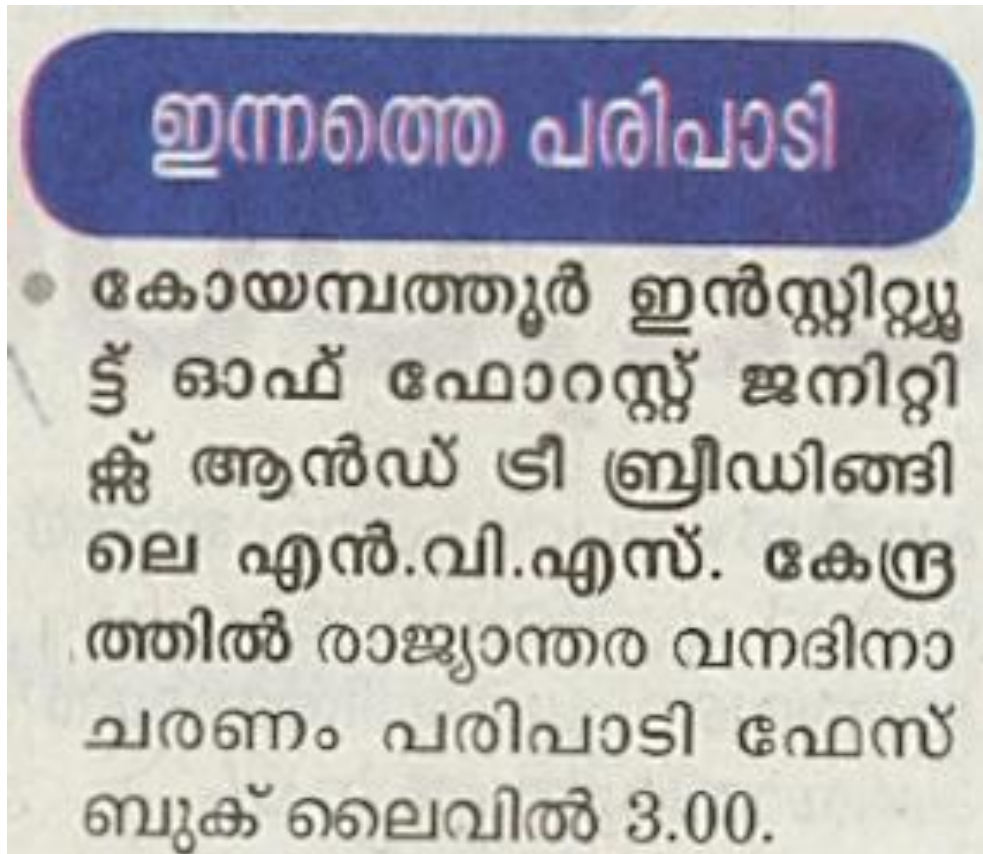 ഇന്നത്തെ പരിപാടി
• കോയമ്പത്തൂർ ഇൻസ്റ്റിറ്റ്യൂ
ട്ട് ഓഫ് ഫോറസ്റ്റ് ജനിറ്റി
ക്സ് ആൻഡ് ട്രീ ബ്രീഡിങ്ങി
ലെ എൻ.വി.എസ്. കേന്ദ്ര
ത്തിൽ രാജ്യാന്തര വനദിനാ
ചരണം പരിപാടി ഫേസ്
ബുക് ലൈവിൽ 3.00.